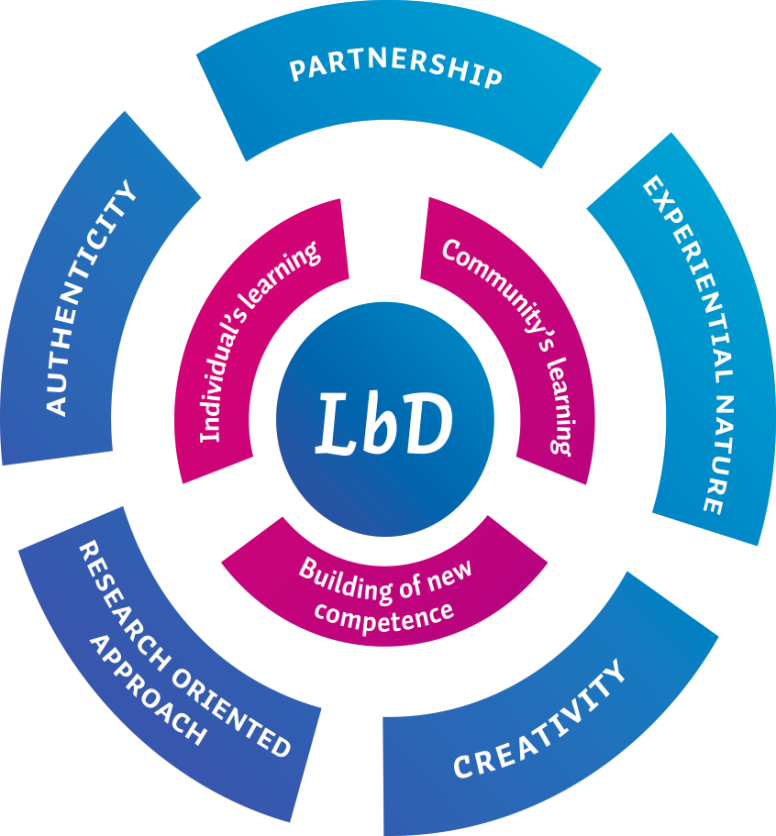 PARTNERSHIP
EXPERIENTIAL NATURE
CREATIVITY
RESEARCH ORIENTED
APPROACH
AUTHENTICITY
Individual's learning
Community's learning
Building of new
competence
LbD